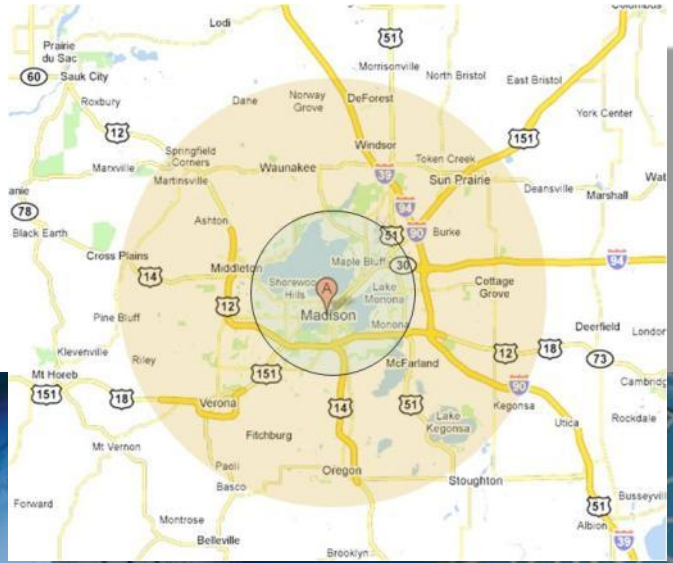 Lodi
Columbus
51
Prairie
du Sac
60
Sauk City
Morrisonville
North Bristol
East Bristol
Roxbury
Dane
Norway
Grove
DeForest
York Center
12
Springfield
Corners
Windsor
151
Marxville
Waunakee
Token Creek
Martinsville
39
Sun Prairie
Deansville
Marshall
Wat
anie
78
Ashton
94
Black Earth
51
90
Burke
Cross Plains
Middleton
Maple Bluff
30
94
14
Shorewoo
Hills
A
Lake
Monona
Cottage
Grove
12
Madison
Pine Bluff
Monona
Deerfield
London
Klevenville
Riley
12
18
73
Mt Horeb
151
McFarland
90
Cambridg
151
18
Verona
14
51
Kegonsa
Rockdale
Lake
Kegonsa
Utica
Fitchburg
Mt Vernon
Paoli
Oregon
Stoughton
Basco
Forward
51
Busseyvill
Montrose
Albion
Belleville
39
Brooklyn